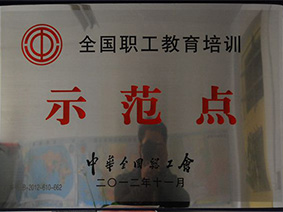 全国职工教育培训
示范点
中华全国总工会
二〇一二年十一月